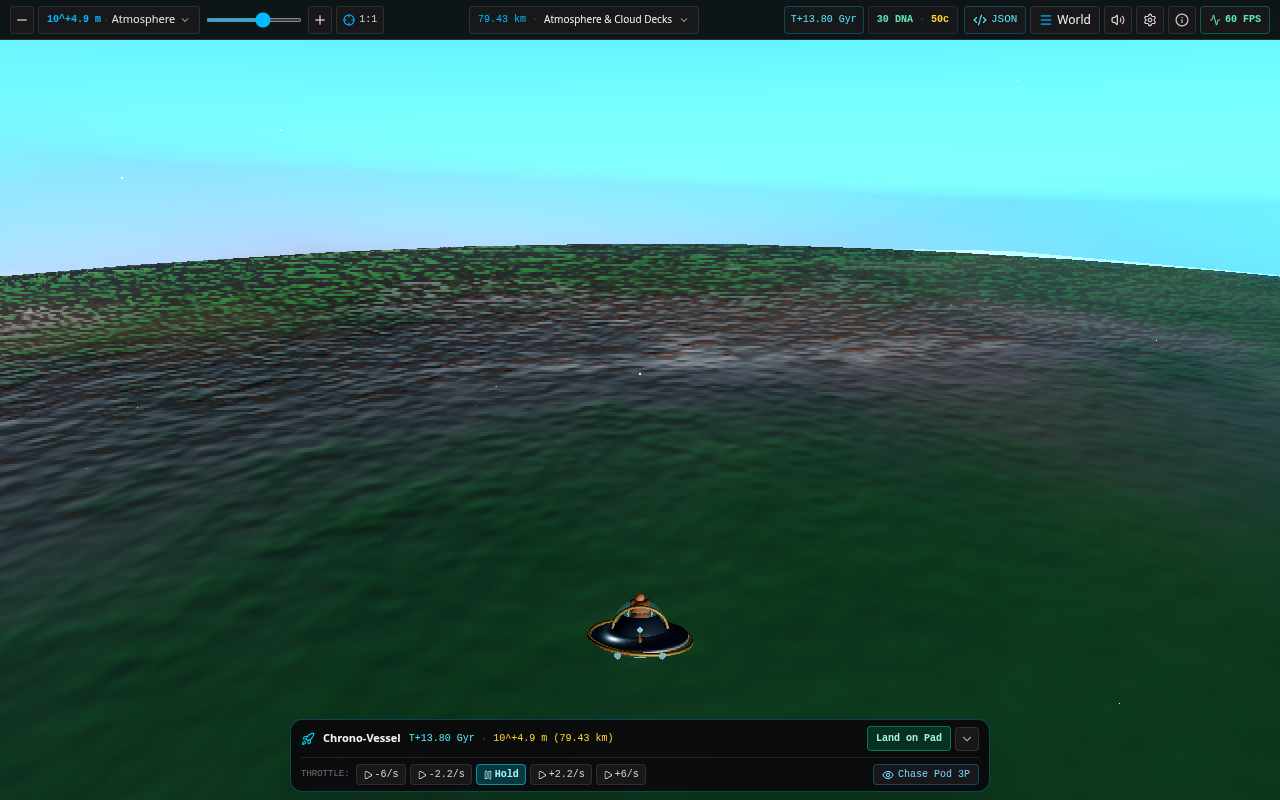 10^+4.9 m · Atmosphere
1:1
79.43 km · Atmosphere & Cloud Decks
T+13.80 Gyr
30 DNA · 50c
JSON
World
60 FPS
Chrono-Vessel T+13.80 Gyr · 10^+4.9 m (79.43 km)
Land on Pad
THROTTLE: -6/s -2.2/s Hold +2.2/s +6/s
Chase Pod 3P